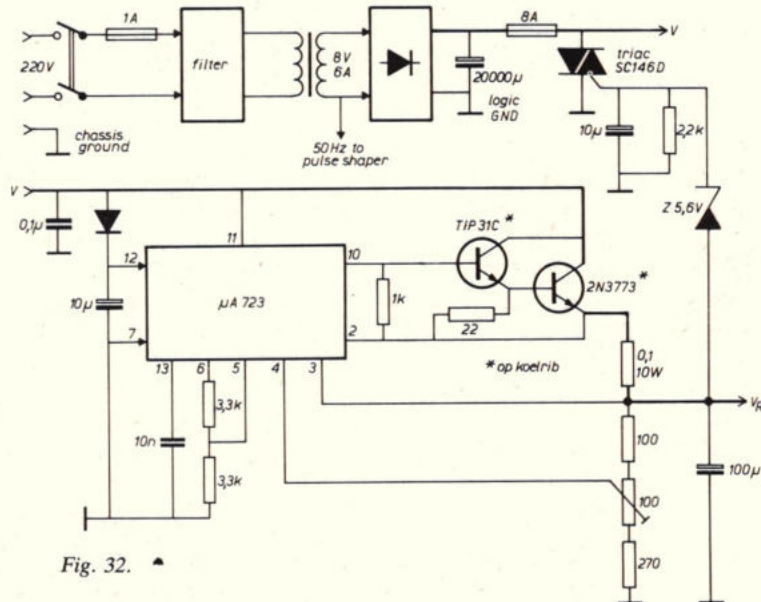 1A
8A
V
220V
filter
8V
6A
20000µ
triac
SC146D
logic
GND
10µ
2,2k
chassis
ground
50Hz to
pulse shaper
V
0,1µ
Z 5,6V
TIP 31C *
11
12
10
2N3773 *
10µ
µA 723
1k
7
2
22
0,1
10W
* op koelrib
13
6
5
4
3
VR
3,3k
100
10n
100µ
3,3k
100
270
Fig. 32.